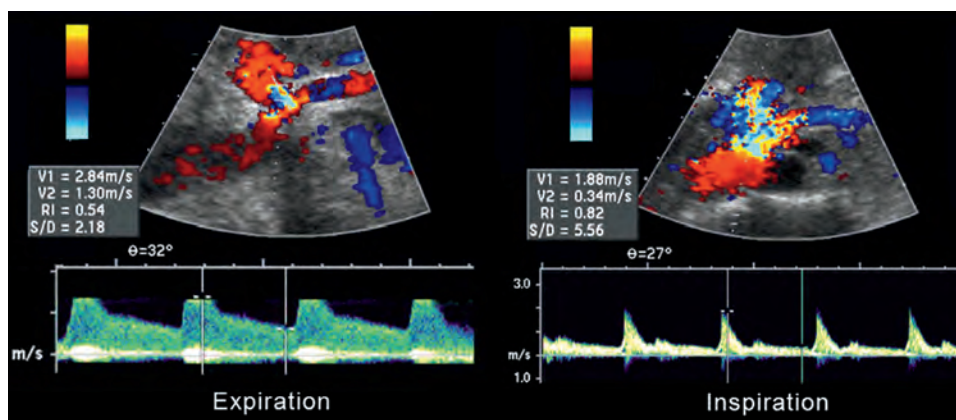 V1 = 2.84m/s
V2 = 1.30m/s
RI = 0.54
S/D = 2.18
θ=32°
m/s
Expiration
V1 = 1.88m/s
V2 = 0.34m/s
RI = 0.82
S/D = 5.56
θ=27°
3.0
m/s
1.0
Inspiration